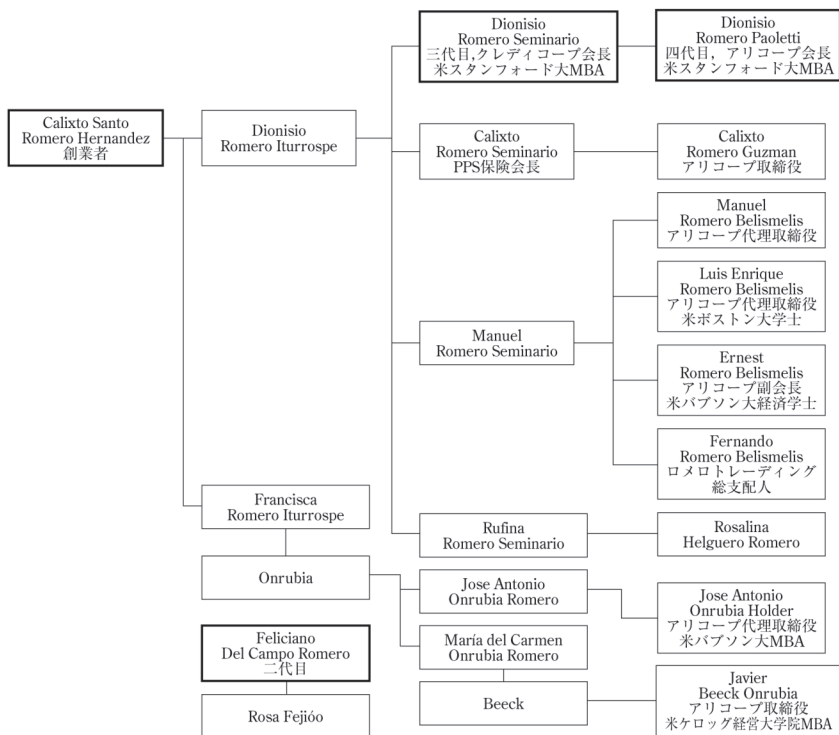 Dionisio
Romero Seminario
三代目,クレディコープ会長
米スタンフォード大MBA
Dionisio
Romero Paoletti
四代目，アリコープ会長
米スタンフォード大MBA
Calixto Santo
Romero Hernandez
創業者
Dionisio
Romero Iturrospe
Calixto
Romero Seminario
PPS保険会長
Calixto
Romero Guzman
アリコープ取締役
Manuel
Romero Belismelis
アリコープ代理取締役
Luis Enrique
Romero Belismelis
アリコープ代理取締役
米ボストン大学士
Manuel
Romero Seminario
Ernest
Romero Belismelis
アリコープ副会長
米バブソン大経済学士
Fernando
Romero Belismelis
ロメロトレーディング
総支配人
Francisca
Romero Iturrospe
Rufina
Romero Seminario
Rosalina
Helguero Romero
Onrubia
Jose Antonio
Onrubia Romero
Jose Antonio
Onrubia Holder
アリコープ代理取締役
米バブソン大MBA
Feliciano
Del Campo Romero
二代目
María del Carmen
Onrubia Romero
Rosa Fejióo
Beeck
Javier
Beeck Onrubia
アリコープ取締役
米ケロッグ経営大学院MBA